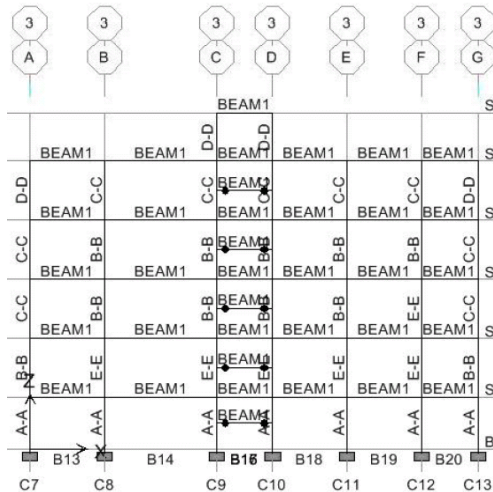 3 3 3 3 3 3 3
A B C D E F G
BEAM1
D-D D-D
BEAM1 BEAM1 BEAM1 BEAM1 BEAM1 S
D-D C-C C-C BEAM1 C-C C-C C-C D-D
BEAM1 BEAM1 BEAM1 BEAM1 BEAM1 S
C-C B-B B-B BEAM1 B-B B-B B-B C-C
BEAM1 BEAM1 BEAM1 BEAM1 BEAM1 S
C-C B-B B-B BEAM1 B-B B-B E-E C-C
BEAM1 BEAM1 BEAM1 BEAM1 BEAM1 S
B-B E-E E-E BEAM1 E-E E-E E-E B-B
Z
BEAM1 BEAM1 BEAM1 BEAM1 BEAM1 S
A-A A-A A-A BEAM1 A-A A-A A-A A-A
X B
B13 B14 B16 B18 B19 B20
C7 C8 C9 C10 C11 C12 C13